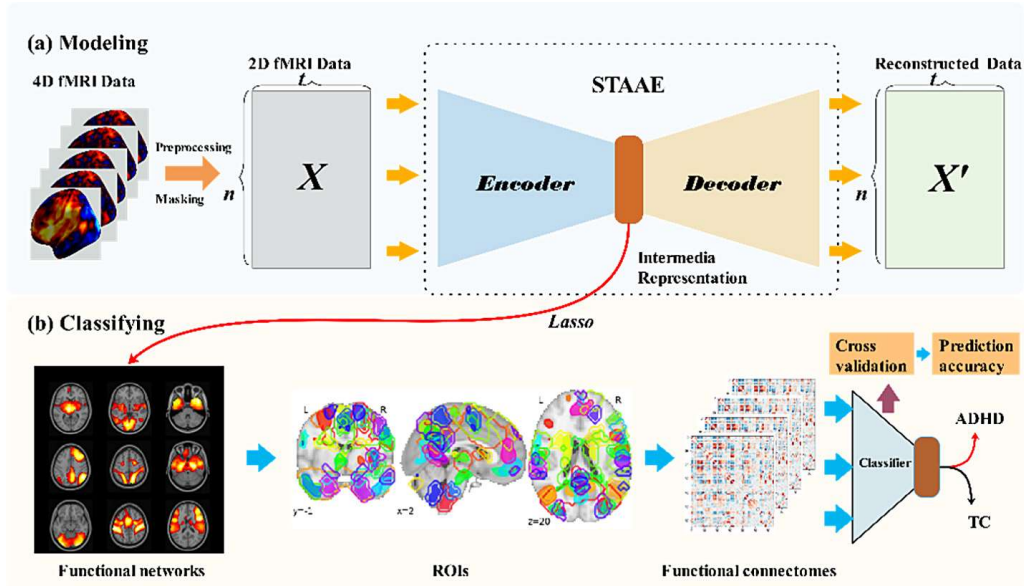 (a) Modeling
4D fMRI Data
Preprocessing
Masking
2D fMRI Data
t
n
X
STAAE
Encoder
Decoder
Intermedia
Representation
Reconstructed Data
t
n
X'
Lasso
(b) Classifying
Functional networks
L
R
y=-1
x=2
L
R
z=20
ROIs
Functional connectomes
Cross
validation
Prediction
accuracy
Classifier
ADHD
TC